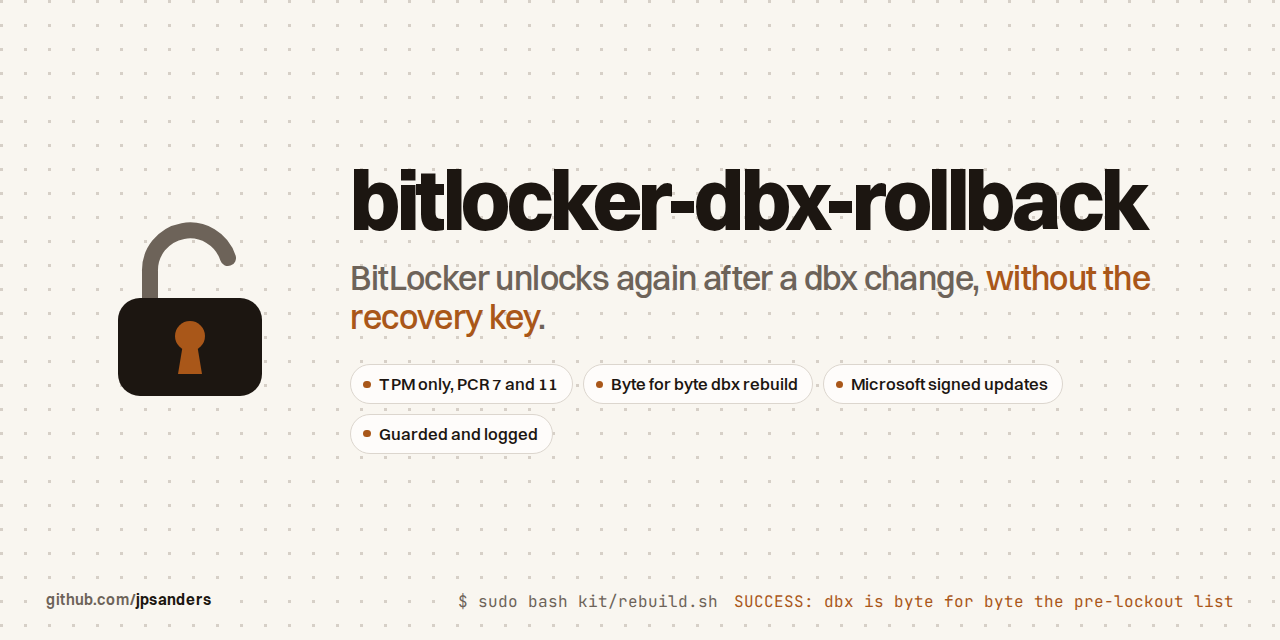 bitlocker-dbx-rollback
BitLocker unlocks again after a dbx change, without the
recovery key.
TPM only, PCR 7 and 11
Byte for byte dbx rebuild
Microsoft signed updates
Guarded and logged
github.com/jpsanders
$ sudo bash kit/rebuild.sh SUCCESS: dbx is byte for byte the pre-lockout list